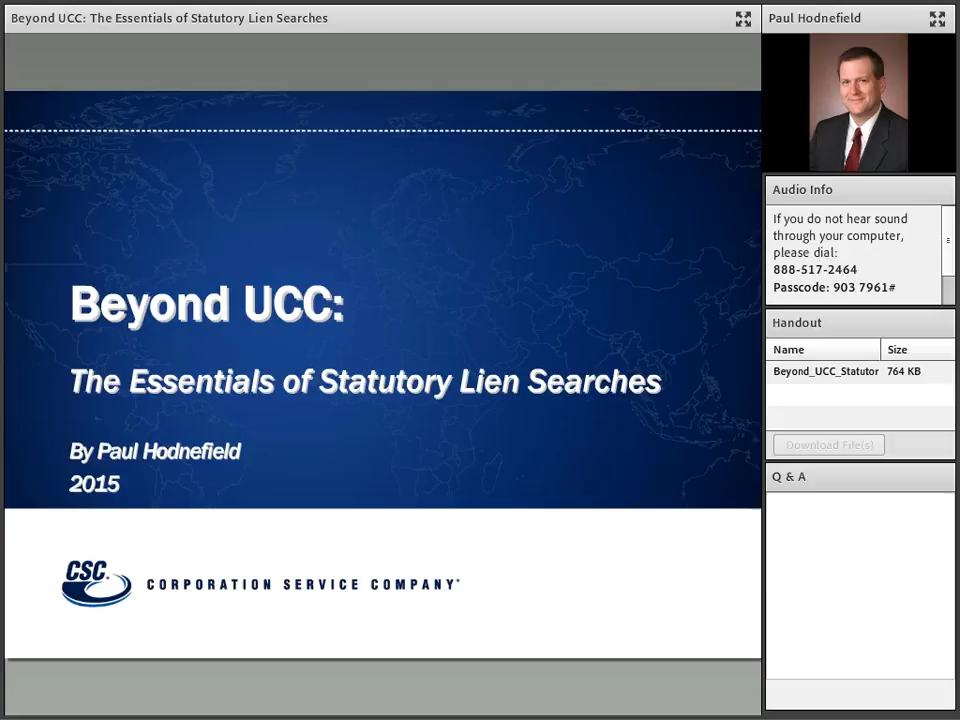 Beyond UCC: The Essentials of Statutory Lien Searches
Beyond UCC:
The Essentials of Statutory Lien Searches
By Paul Hodnefield
2015
CSC.
CORPORATION SERVICE COMPANY®
Paul Hodnefield
Audio Info
If you do not hear sound
through your computer,
please dial:
888-517-2464
Passcode: 903 7961#
Handout
Name Size
Beyond_UCC_Statutor 764 KB
Download File(s)
Q & A